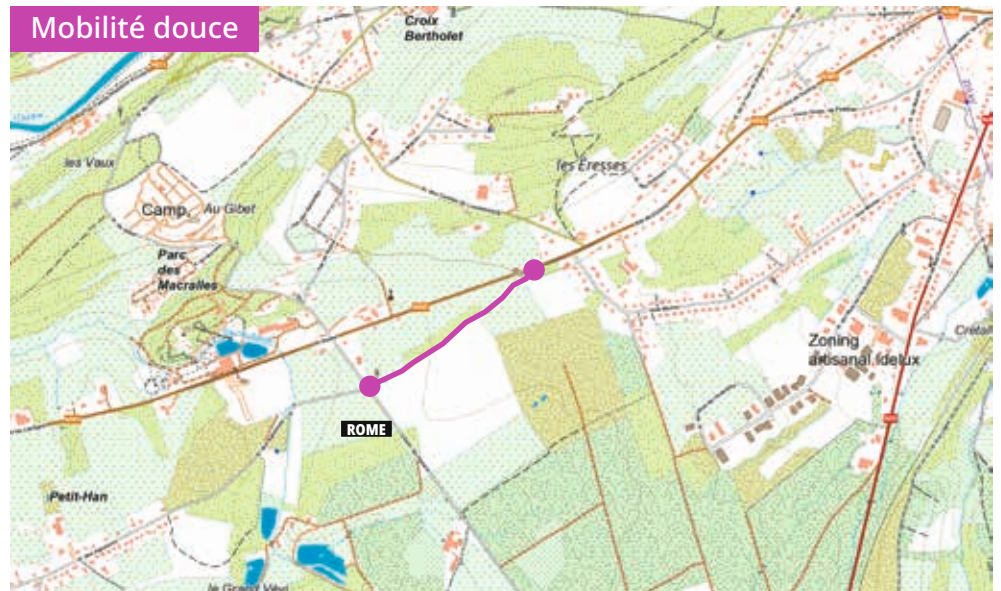 Mobilité douce
Croix
Bertholet
les Vaux
les Eresses
Camp.
Au Gibet
Parc
des
Macralles
Zoning
artisanal Idelux
ROME
Petit-Han
le Grand Vévi